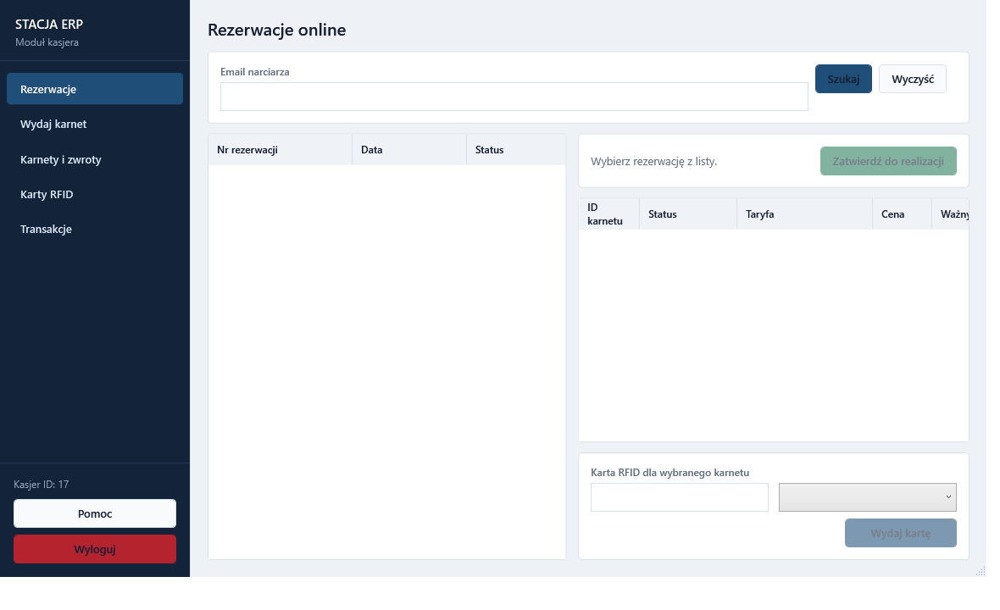 STACJA ERP
Moduł kasjera
Rezerwacje
Wydaj karnet
Karnety i zwroty
Karty RFID
Transakcje
Kasjer ID: 17
Pomoc
Wyloguj
Rezerwacje online
Email narciarza
Szukaj
Wyczyść
Nr rezerwacji
Data
Status
Wybierz rezerwację z listy.
Zatwierdź do realizacji
ID
karnetu
Status
Taryfa
Cena
Ważny
Karta RFID dla wybranego karnetu
Wydaj kartę